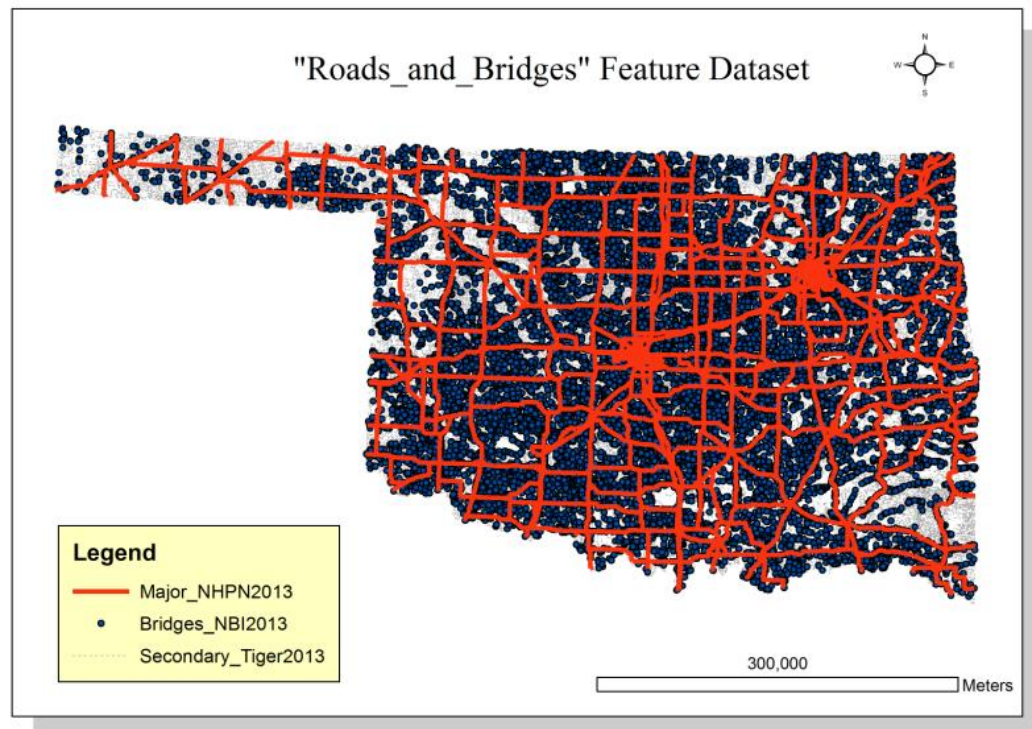 "Roads_and_Bridges" Feature Dataset
N
W E
S
Legend
Major_NHPN2013
Bridges_NBI2013
Secondary_Tiger2013
300,000
Meters